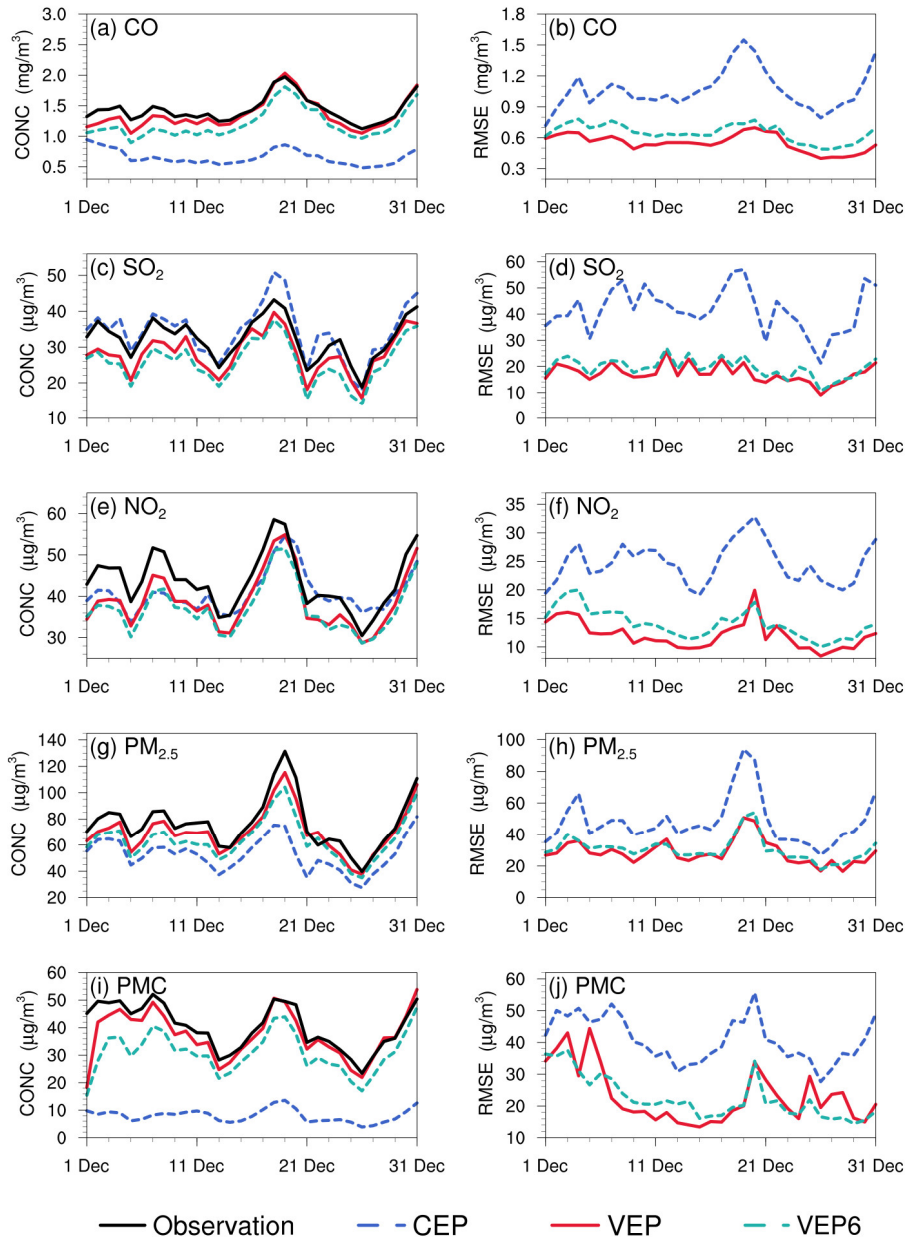 (a) CO
CONC (mg/m³)
3.0
2.5
2.0
1.5
1.0
0.5
1 Dec 11 Dec 21 Dec 31 Dec
(b) CO
RMSE (mg/m³)
1.8
1.5
1.2
0.9
0.6
0.3
1 Dec 11 Dec 21 Dec 31 Dec
(c) SO₂
CONC (μg/m³)
50
40
30
20
10
1 Dec 11 Dec 21 Dec 31 Dec
(d) SO₂
RMSE (μg/m³)
60
50
40
30
20
10
0
1 Dec 11 Dec 21 Dec 31 Dec
(e) NO₂
CONC (μg/m³)
60
50
40
30
1 Dec 11 Dec 21 Dec 31 Dec
(f) NO₂
RMSE (μg/m³)
35
30
25
20
15
10
1 Dec 11 Dec 21 Dec 31 Dec
(g) PM₂.₅
CONC (μg/m³)
140
120
100
80
60
40
20
1 Dec 11 Dec 21 Dec 31 Dec
(h) PM₂.₅
RMSE (μg/m³)
100
80
60
40
20
0
1 Dec 11 Dec 21 Dec 31 Dec
(i) PMC
CONC (μg/m³)
60
50
40
30
20
10
0
1 Dec 11 Dec 21 Dec 31 Dec
(j) PMC
RMSE (μg/m³)
60
50
40
30
20
10
1 Dec 11 Dec 21 Dec 31 Dec
Observation CEP VEP VEP6